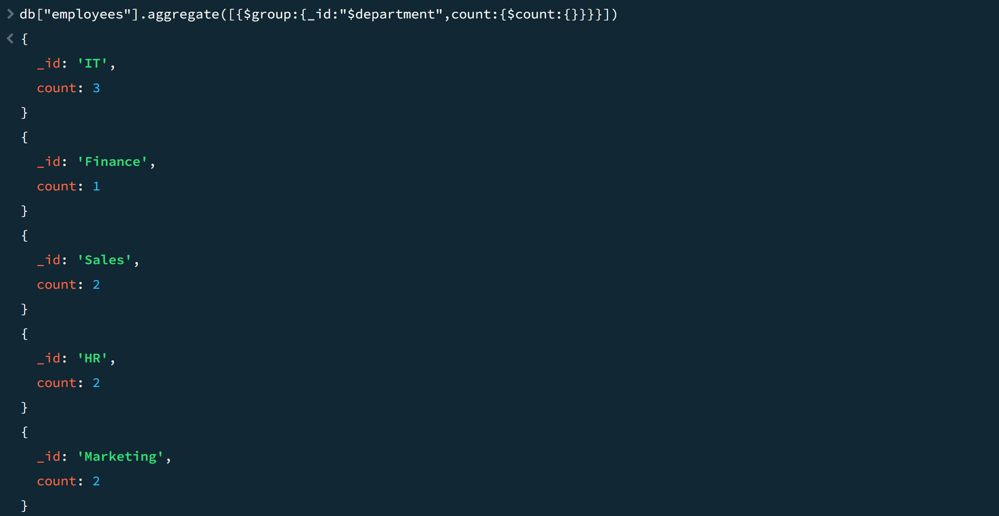 > db["employees"].aggregate([{$group:{_id:"$department",count:{$count:{}}}}])
< {
_id: 'IT',
count: 3
}
{
_id: 'Finance',
count: 1
}
{
_id: 'Sales',
count: 2
}
{
_id: 'HR',
count: 2
}
{
_id: 'Marketing',
count: 2
}